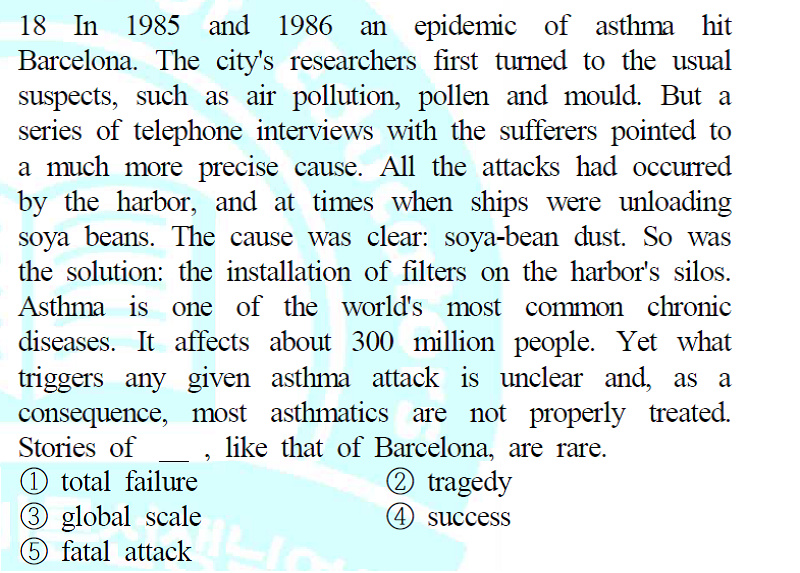 18 In 1985 and 1986 an epidemic of asthma hit
Barcelona. The city's researchers first turned to the usual
suspects, such as air pollution, pollen and mould. But a
series of telephone interviews with the sufferers pointed to
a much more precise cause. All the attacks had occurred
by the harbor, and at times when ships were unloading
soya beans. The cause was clear: soya-bean dust. So was
the solution: the installation of filters on the harbor's silos.
Asthma is one of the world's most common chronic
diseases. It affects about 300 million people. Yet what
triggers any given asthma attack is unclear and, as a
consequence, most asthmatics are not properly treated.
Stories of __ , like that of Barcelona, are rare.
① total failure ② tragedy
③ global scale ④ success
⑤ fatal attack